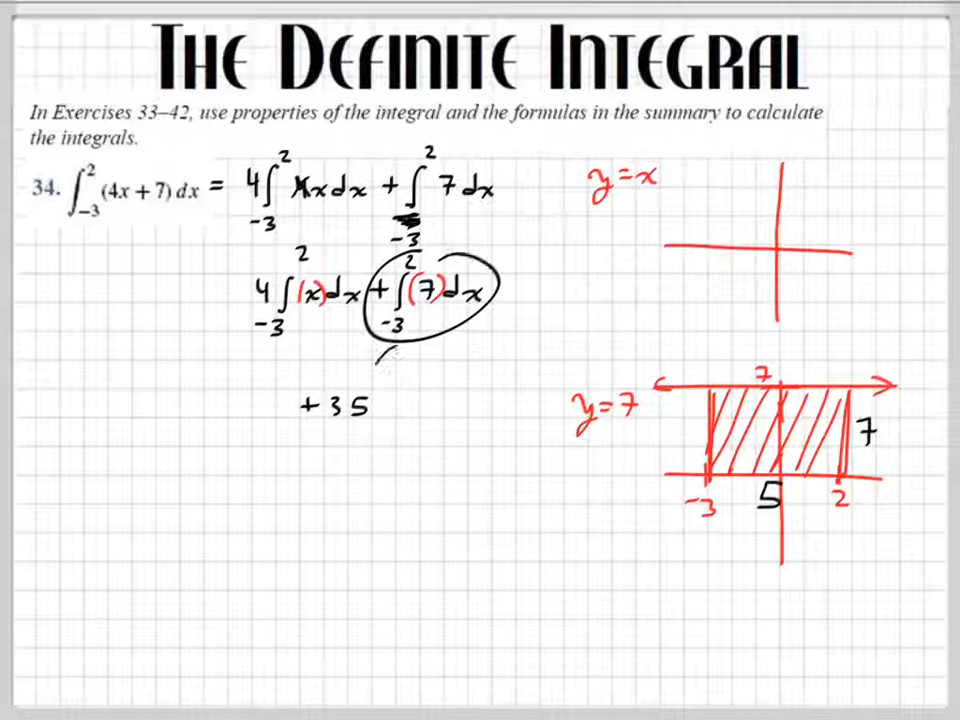 THE DEFINITE INTEGRAL
In Exercises 33–42, use properties of the integral and the formulas in the summary to calculate
the integrals.
34. ∫_{-3}^{2} (4x + 7) dx = 4∫_{-3}^{2} x dx + ∫_{-3}^{2} 7 dx
y = x
4∫_{-3}^{2} (x) dx + ∫_{-3}^{2} (7) dx
+ 35
y = 7
7
7
-3 5 2